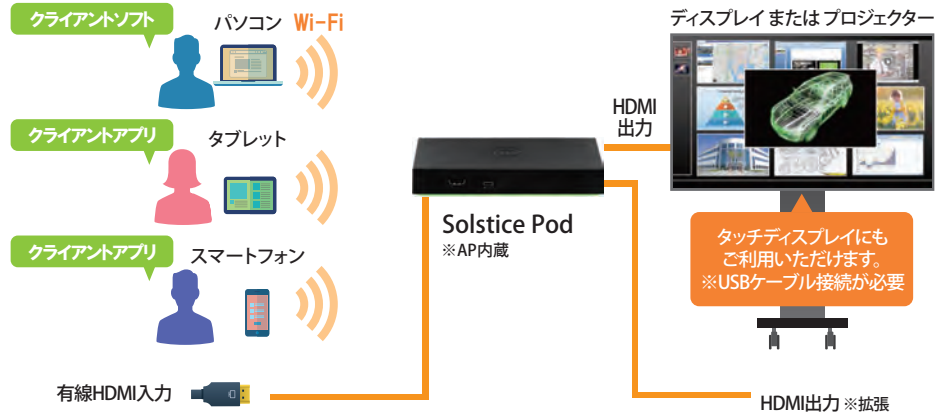 クライアントソフト
パソコン Wi-Fi
クライアントアプリ
タブレット
クライアントアプリ
スマートフォン
有線HDMI入力
Solstice Pod
※AP内蔵
HDMI
出力
ディスプレイ または プロジェクター
タッチディスプレイにも
ご利用いただけます。
※USBケーブル接続が必要
HDMI出力 ※拡張